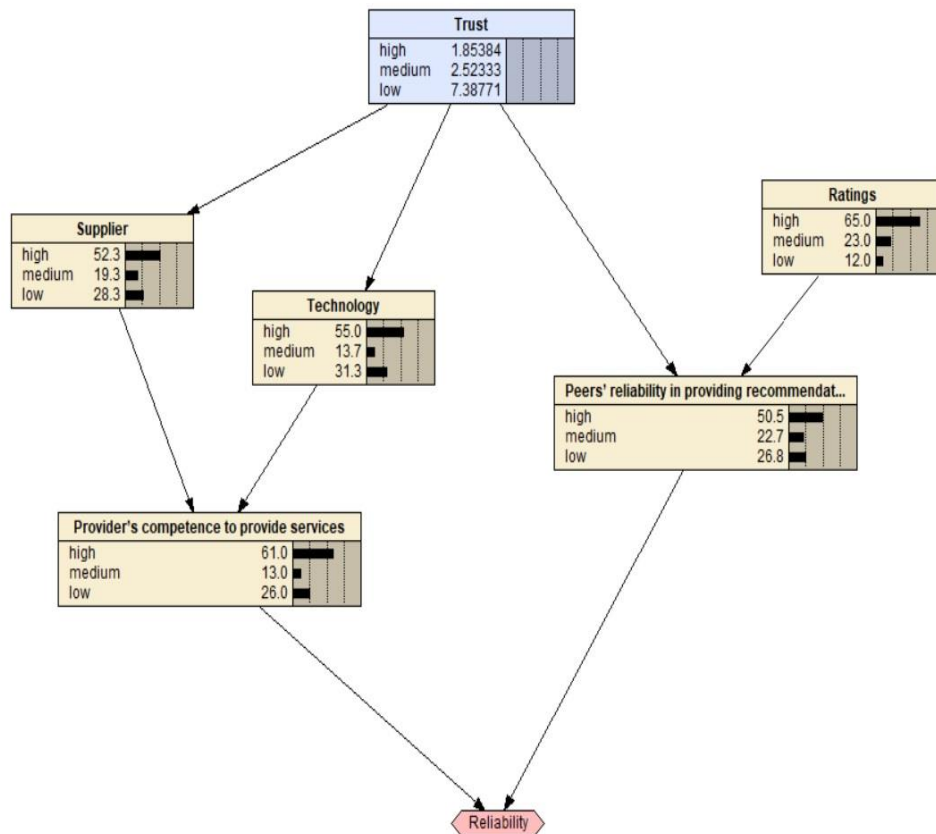 Trust
high 1.85384
medium 2.52333
low 7.38771
Ratings
high 65.0
medium 23.0
low 12.0
Supplier
high 52.3
medium 19.3
low 28.3
Technology
high 55.0
medium 13.7
low 31.3
Peers' reliability in providing recommendat...
high 50.5
medium 22.7
low 26.8
Provider's competence to provide services
high 61.0
medium 13.0
low 26.0
Reliability